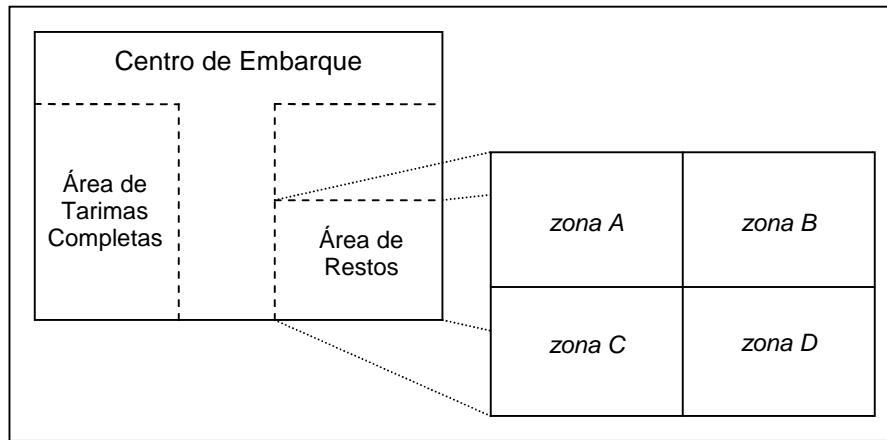 Centro de Embarque
Área de
Tarimas
Completas
Área de
Restos
zona A
zona B
zona C
zona D